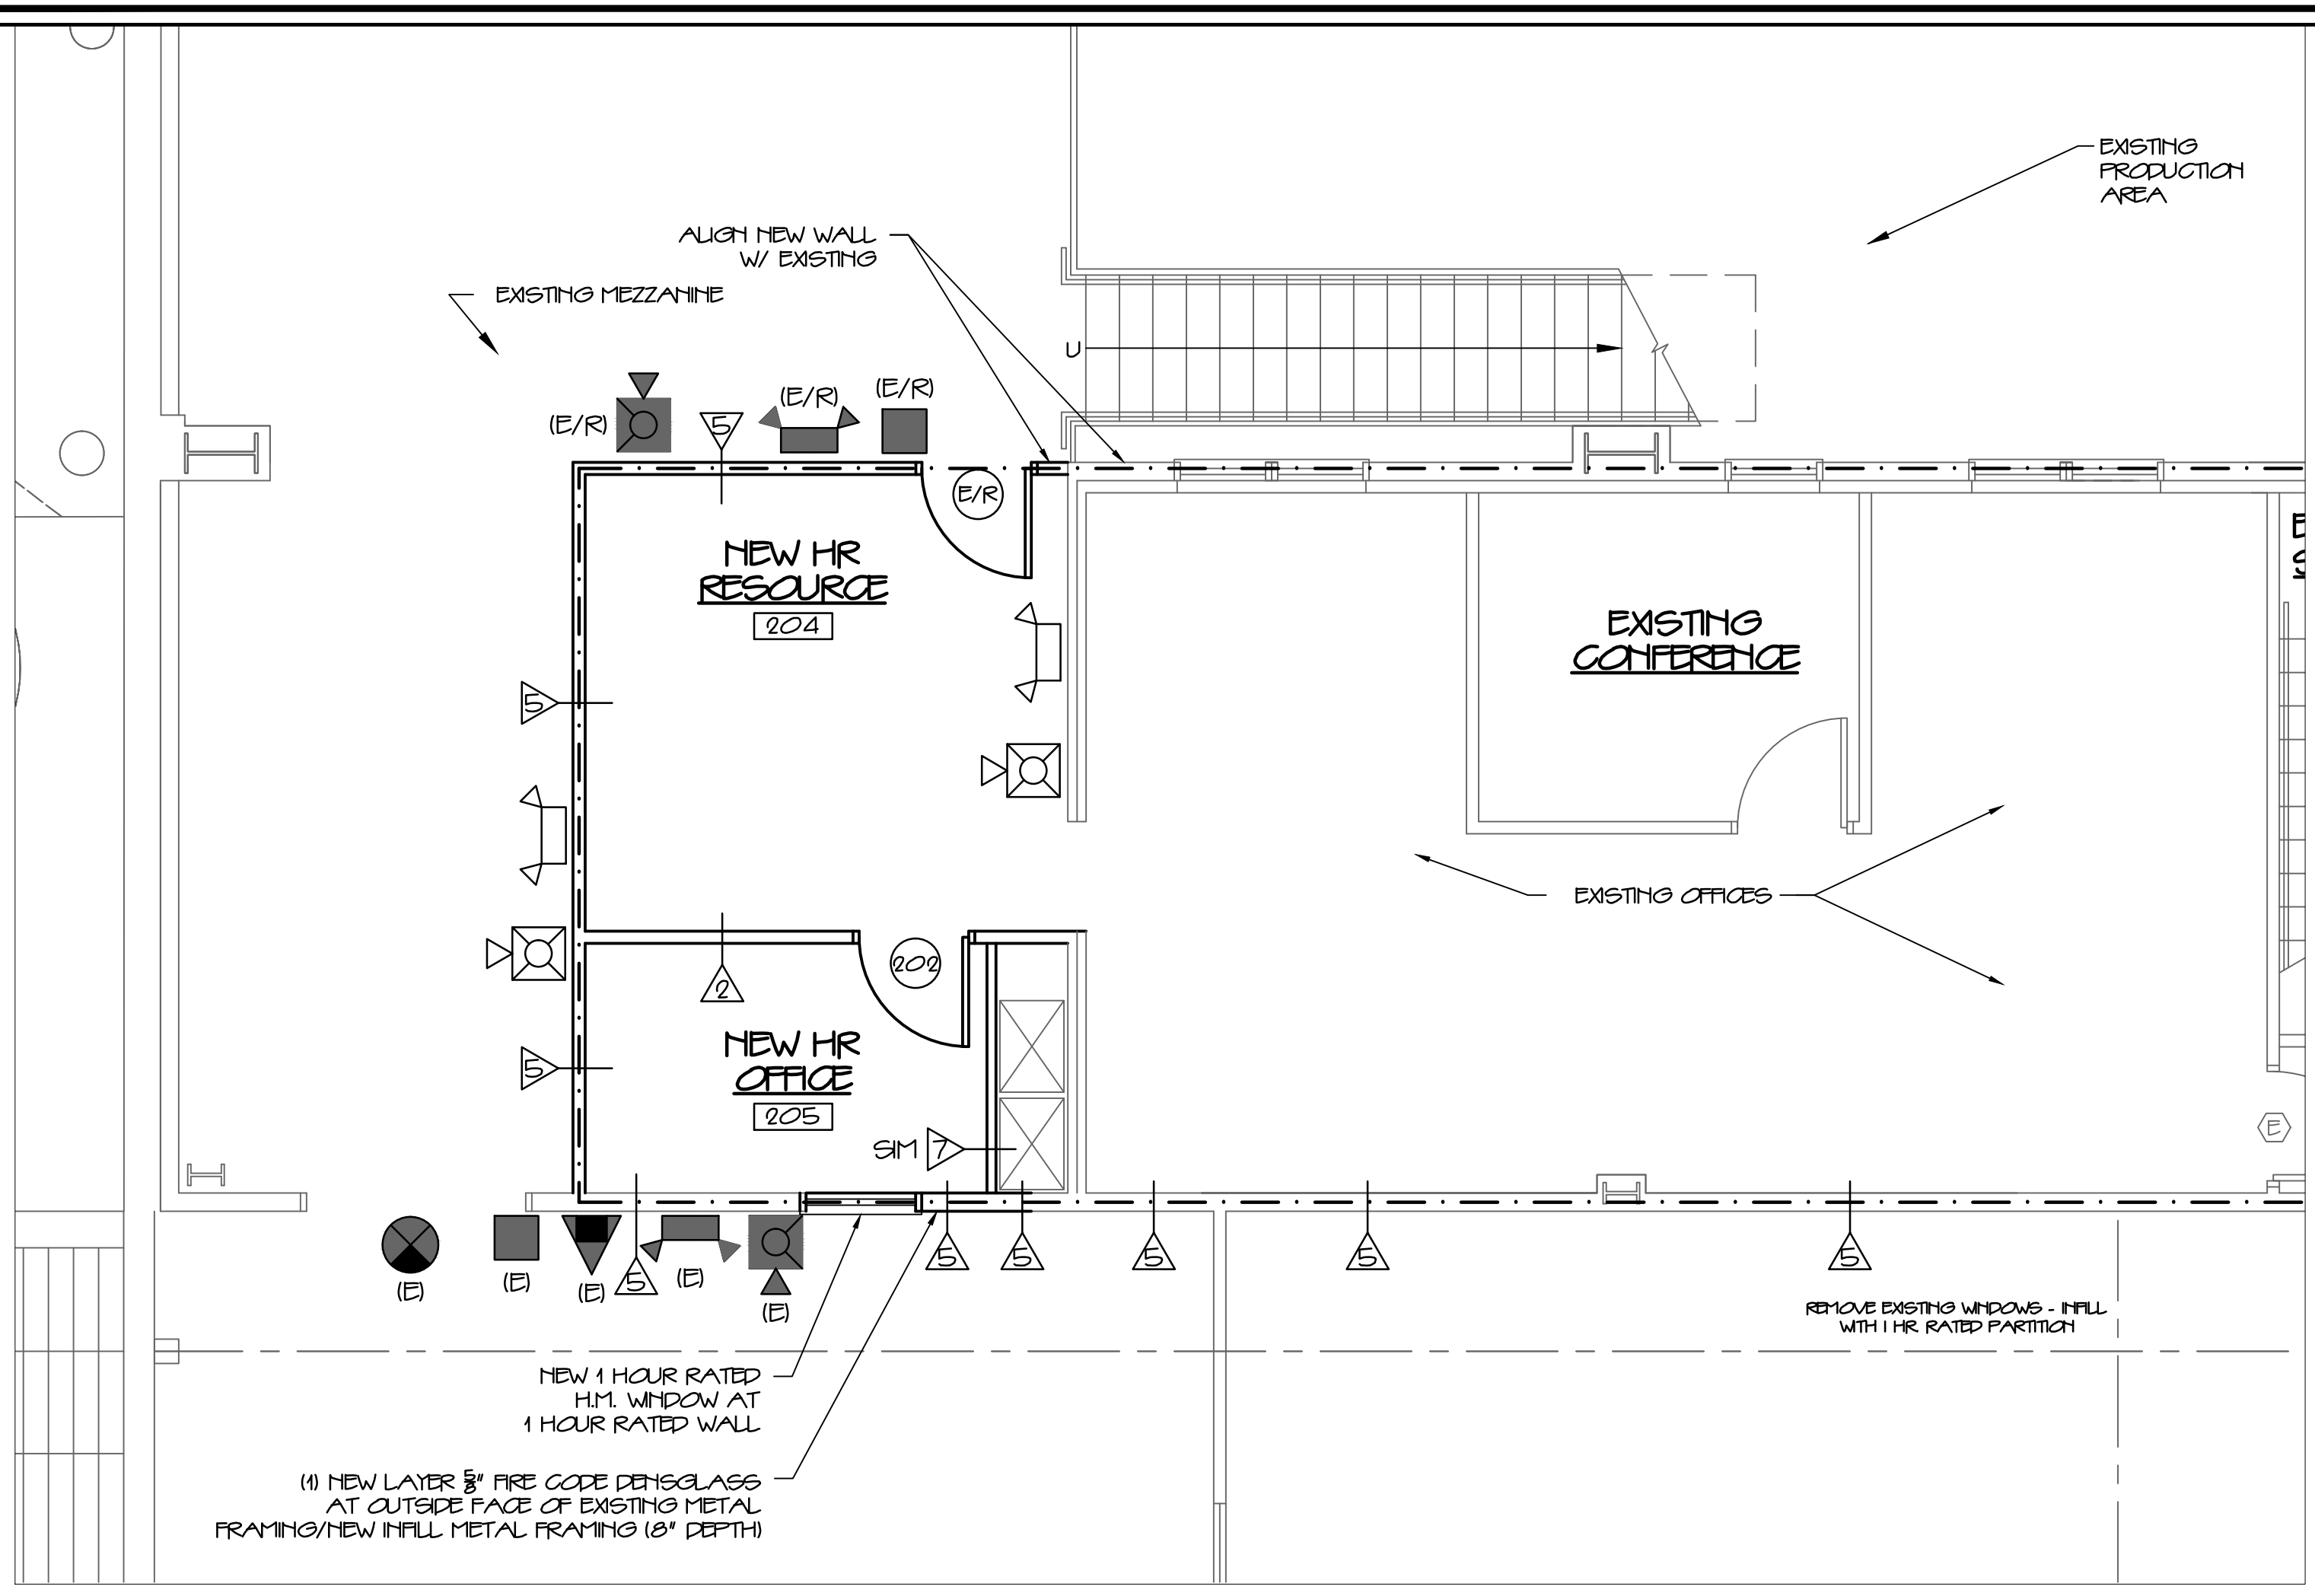 EXISTING
PRODUCTION
AREA
ALIGN NEW WALL
W/ EXISTING
EXISTING MEZZANINE
U
(E/R)
(E/R)
(E/R)
5
E/R
NEW HR
RESOURCE
204
EXISTING
CONFERENCE
5
EXISTING OFFICES
202
2
NEW HR
OFFICE
205
5
SIM 7
E
5
5
5
5
5
5
(E)
(E)
(E)
(E)
(E)
REMOVE EXISTING WINDOWS - INFILL
WITH 1 HR RATED PARTITION
NEW 1 HOUR RATED
H.M. WINDOW AT
1 HOUR RATED WALL
(1) NEW LAYER 5/8" FIRE CODE DENSGLASS
AT OUTSIDE FACE OF EXISTING METAL
FRAMING/NEW INFILL METAL FRAMING (8" DEPTH)